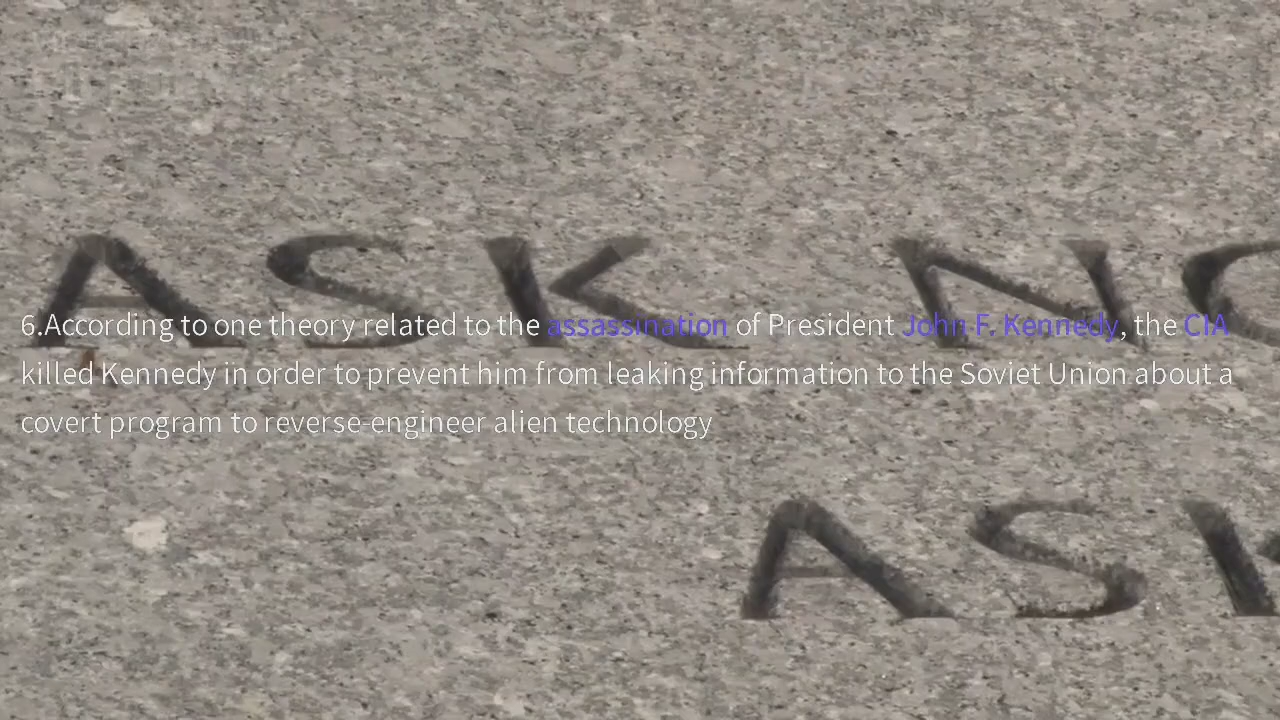 ASK NO
6.According to one theory related to the assassination of President John F. Kennedy, the CIA
killed Kennedy in order to prevent him from leaking information to the Soviet Union about a
covert program to reverse-engineer alien technology
ASK